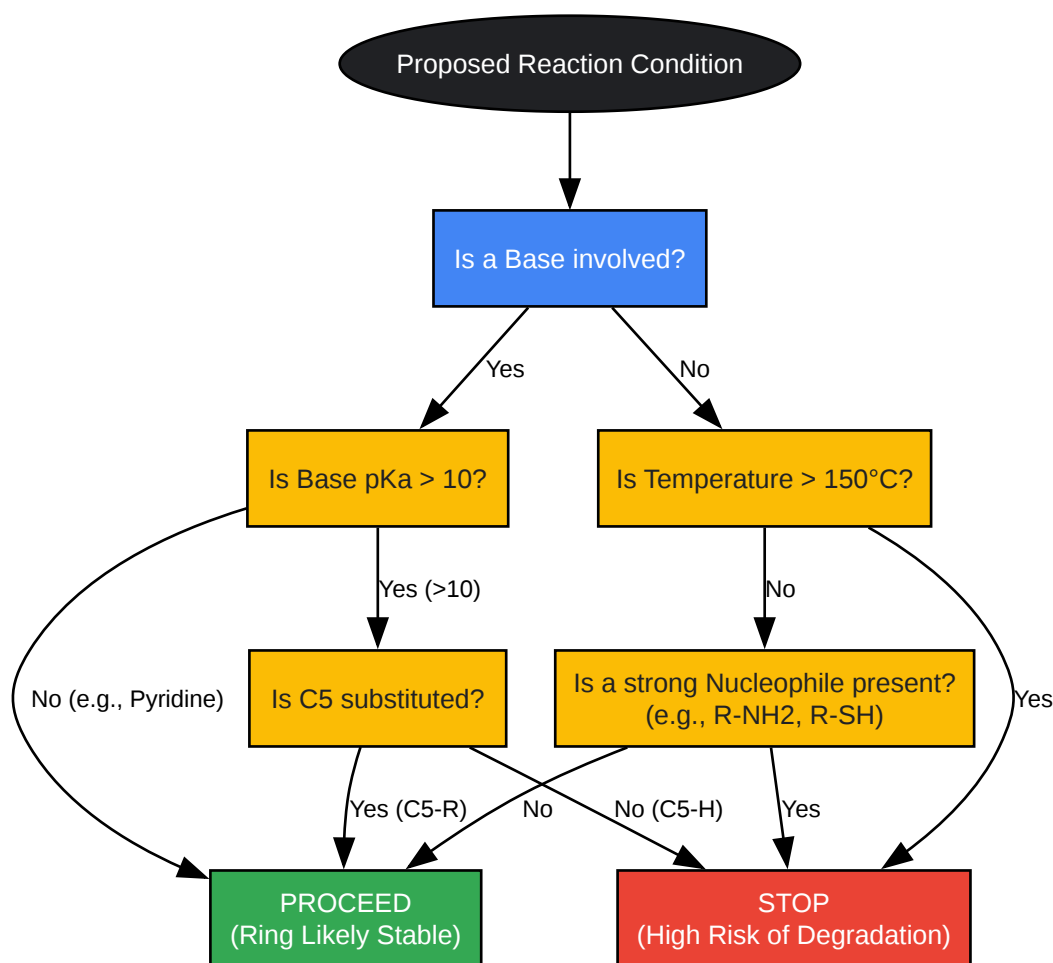 Proposed Reaction Condition
Is a Base involved?
Yes
No
Is Base pKa > 10?
Is Temperature > 150°C?
Yes (>10)
No
No (e.g., Pyridine)
Is C5 substituted?
Is a strong Nucleophile present?
(e.g., R-NH2, R-SH)
Yes
Yes (C5-R)
No
No (C5-H)
Yes
PROCEED
(Ring Likely Stable)
STOP
(High Risk of Degradation)